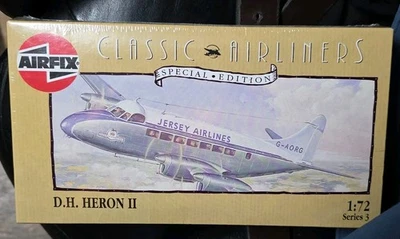 AIRFIX
CLASSIC AIRLINERS
SPECIAL · EDITION
JERSEY AIRLINES
G-AORG
D.H. HERON II
1:72
Series 3